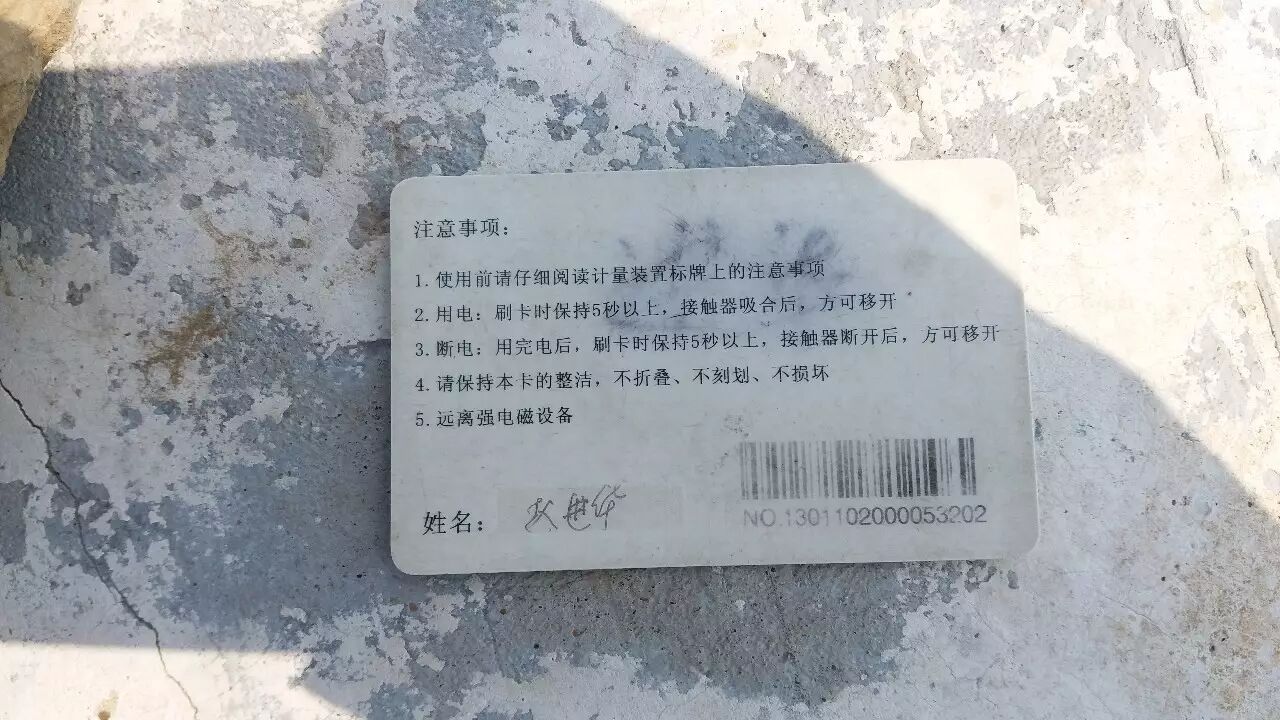 注意事项：
1. 使用前请仔细阅读计量装置标牌上的注意事项
2. 用电：刷卡时保持5秒以上，接触器吸合后，方可移开
3. 断电：用完电后，刷卡时保持5秒以上，接触器断开后，方可移开
4. 请保持本卡的整洁，不折叠、不刻划、不损坏
5. 远离强电磁设备
姓名：
NO.1301102000053202